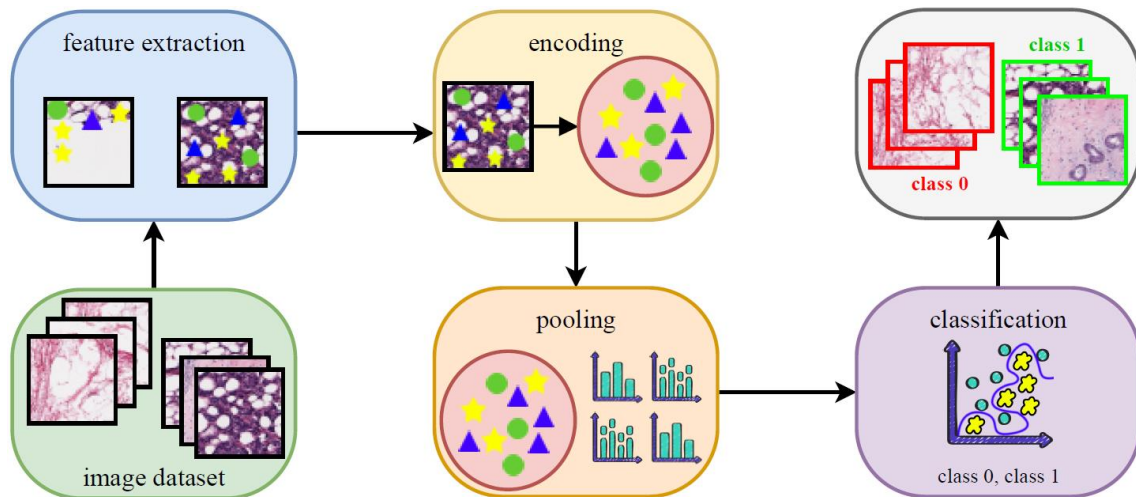 feature extraction
encoding
class 1
class 0
image dataset
pooling
classification
class 0, class 1